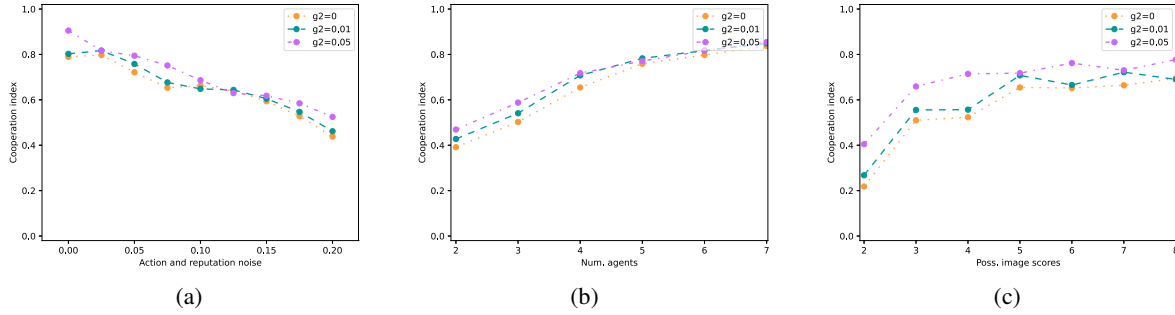 1.0
0.8
0.6
0.4
0.2
0.0
Cooperation index
0.00 0.05 0.10 0.15 0.20
Action and reputation noise
g2=0
g2=0,01
g2=0,05
(a)
1.0
0.8
0.6
0.4
0.2
0.0
Cooperation index
2 3 4 5 6 7
Num. agents
g2=0
g2=0,01
g2=0,05
(b)
1.0
0.8
0.6
0.4
0.2
0.0
Cooperation index
2 3 4 5 6 7 8
Poss. image scores
g2=0
g2=0,01
g2=0,05
(c)